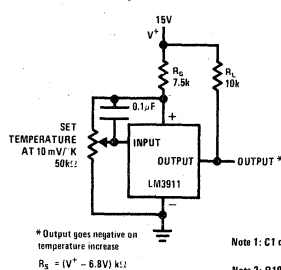 15V
V+
RS
7.5k
RL
10k
0.1µF
SET
TEMPERATURE
AT 10 mV/°K
50kΩ
+
INPUT
OUTPUT
OUTPUT*
LM3911
–
*Output goes negative on
temperature increase
RS = (V+ – 6.8V) kΩ
Note 1: C1 c